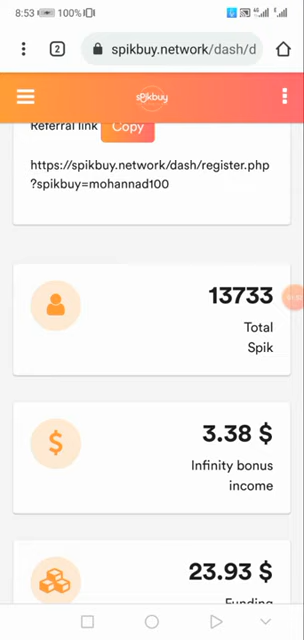 8:53 100%
2 spikbuy.network/dash/d
spikbuy
Referral link Copy
https://spikbuy.network/dash/register.php
?spikbuy=mohannad100
13733
Total
Spik
3.38 $
Infinity bonus
income
23.93 $
Funding